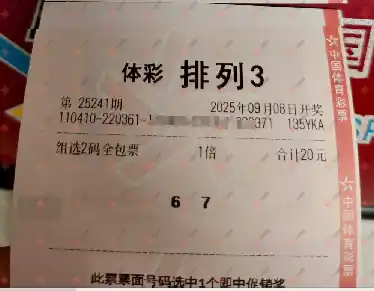 体彩 排列3
第 25241期 2025年09月08日开奖
110410-220361- 371 135YKA
组选2码全包票 1倍 合计20元
6 7
此票票面号码选中1个即中促销奖
中国体育彩票
中国体育彩票
国